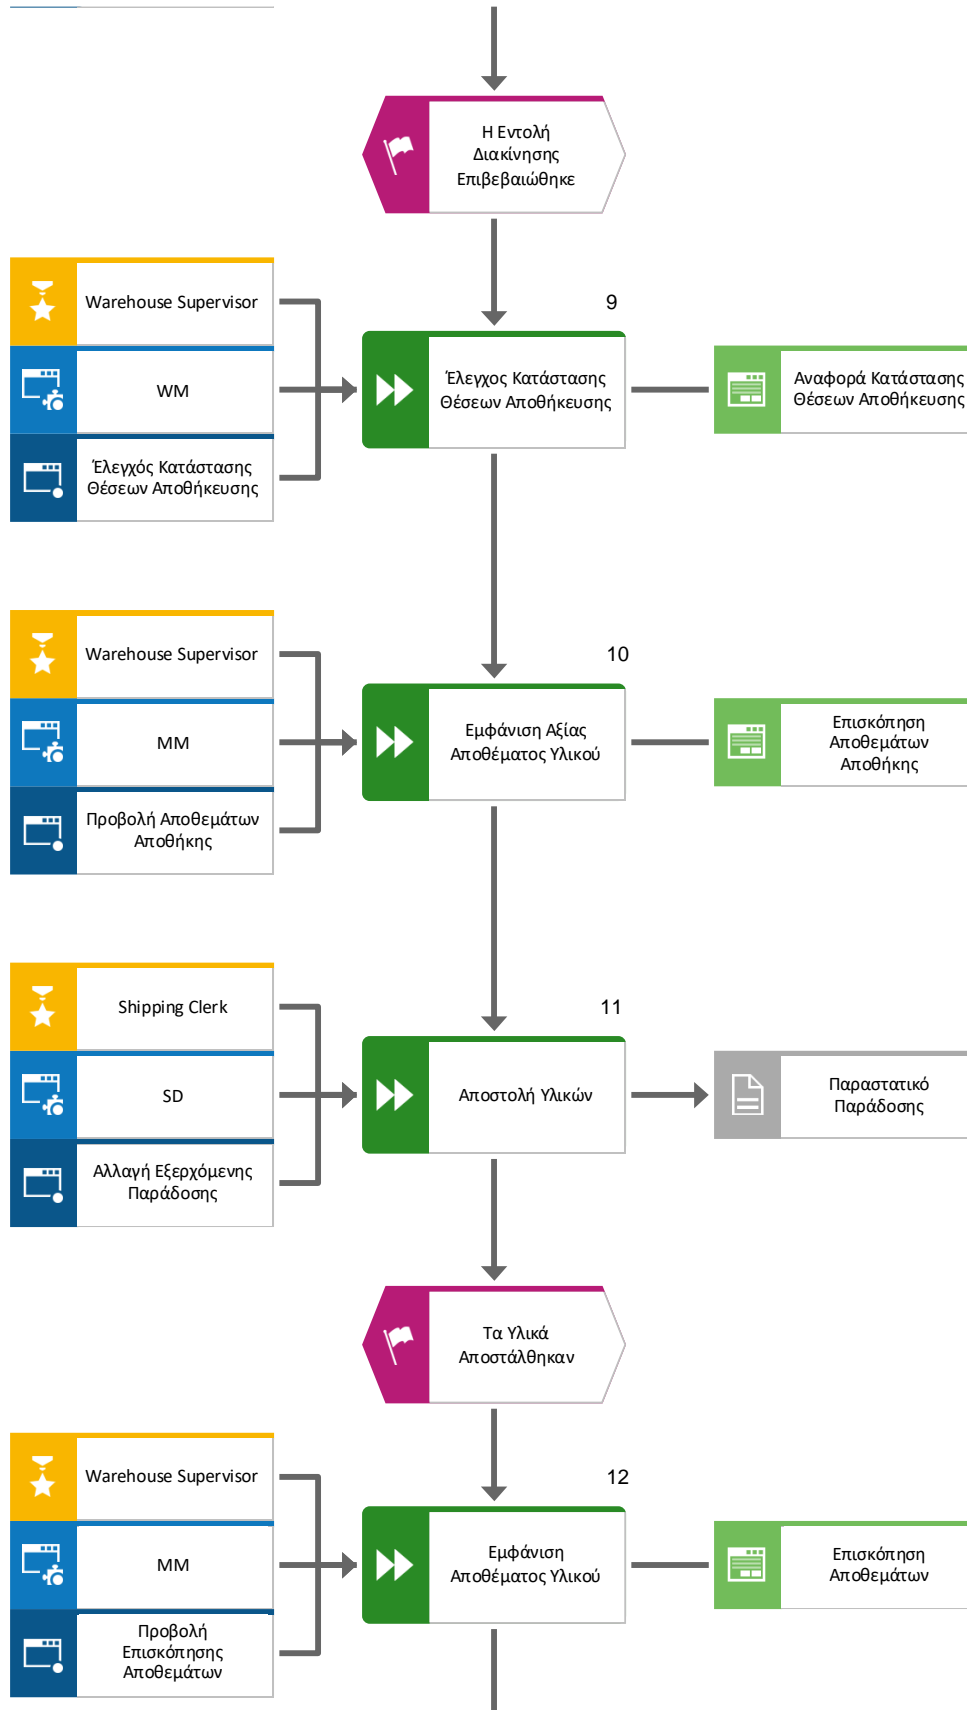 Η Εντολή
Διακίνησης
Επιβεβαιώθηκε
Warehouse Supervisor
WM
Έλεγχός Κατάστασης
Θέσεων Αποθήκευσης
9
Έλεγχος Κατάστασης
Θέσεων Αποθήκευσης
Αναφορά Κατάστασης
Θέσεων Αποθήκευσης
Warehouse Supervisor
MM
Προβολή Αποθεμάτων
Αποθήκης
10
Εμφάνιση Αξίας
Αποθέματος Υλικού
Επισκόπηση
Αποθεμάτων
Αποθήκης
Shipping Clerk
SD
Αλλαγή Εξερχόμενης
Παράδοσης
11
Αποστολή Υλικών
Παραστατικό
Παράδοσης
Τα Υλικά
Αποστάλθηκαν
Warehouse Supervisor
MM
Προβολή
Επισκόπησης
Αποθεμάτων
12
Εμφάνιση
Αποθέματος Υλικού
Επισκόπηση
Αποθεμάτων